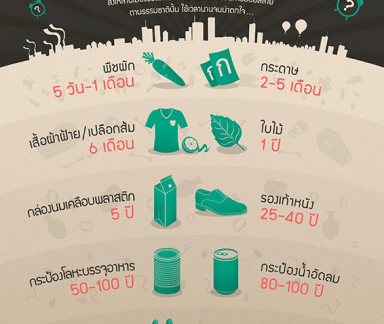 ตามธรรมชาตินั้น ใช้เวลานานจนน่าตกใจ...
ก
พืชผัก
5 วัน-1 เดือน
กระดาษ
2-5 เดือน
เสื้อผ้าฝ้าย/เปลือกส้ม
6 เดือน
ใบไม้
1 ปี
กล่องนมเคลือบพลาสติก
5 ปี
รองเท้าหนัง
25-40 ปี
กระป๋องโลหะบรรจุอาหาร
50-100 ปี
กระป๋องน้ำอัดลม
80-100 ปี